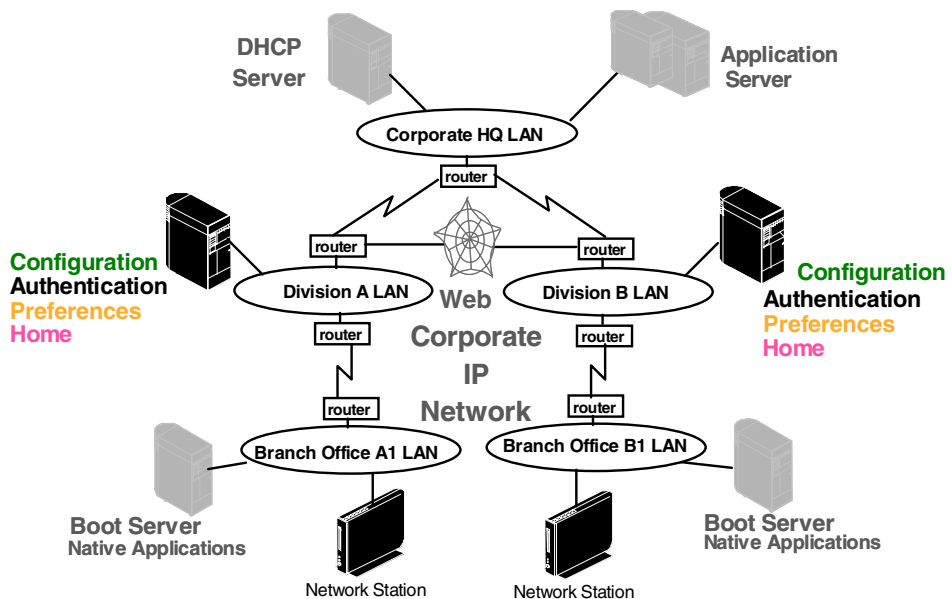 DHCP
Server
Application
Server
Corporate HQ LAN
router
router
router
Configuration
Authentication
Preferences
Home
Division A LAN
Web
Division B LAN
Configuration
Authentication
Preferences
Home
router
Corporate
IP
Network
router
router
router
Branch Office A1 LAN
Branch Office B1 LAN
Boot Server
Native Applications
Boot Server
Native Applications
Network Station
Network Station